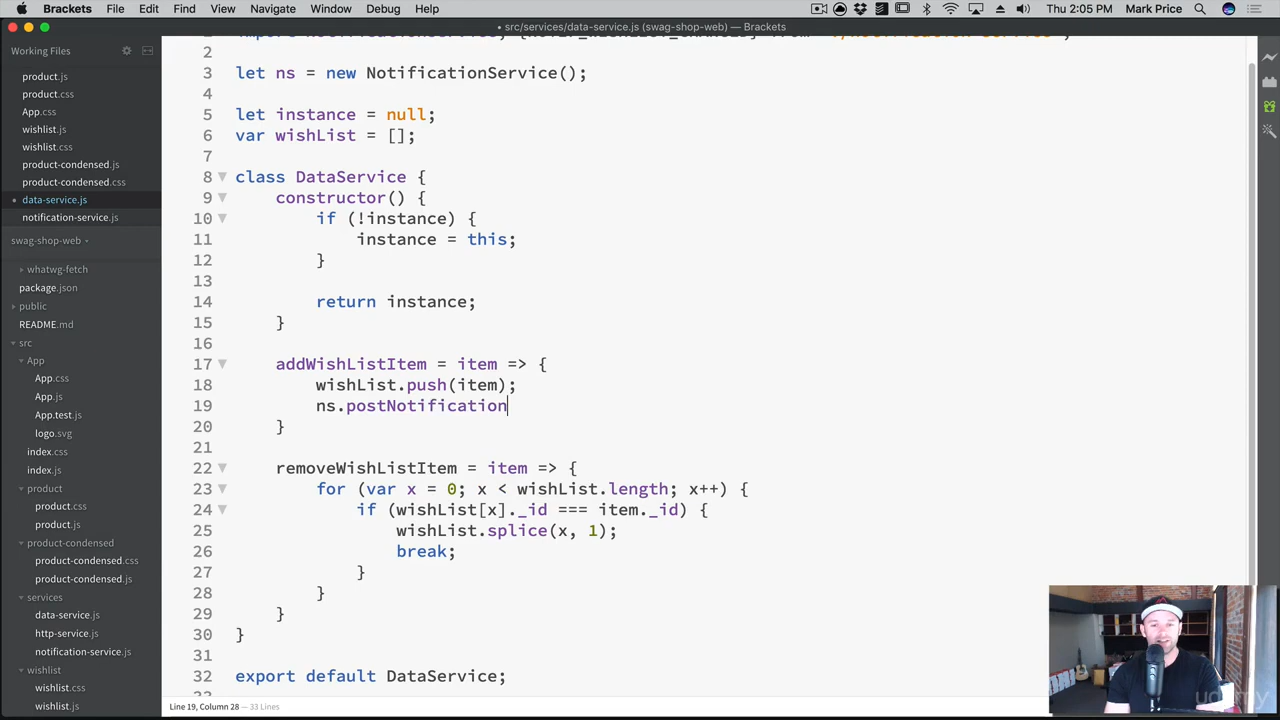 Brackets File Edit Find View Navigate Window Debug Help Thu 2:05 PM Mark Price
src/services/data-service.js (swag-shop-web) — Brackets
Working Files
product.js
product.css
App.css
wishlist.js
wishlist.css
product-condensed.js
product-condensed.css
data-service.js
notification-service.js
swag-shop-web
whatwg-fetch
package.json
public
README.md
src
App
App.css
App.js
App.test.js
logo.svg
index.css
index.js
product
product.css
product.js
product-condensed
product-condensed.css
product-condensed.js
services
data-service.js
http-service.js
notification-service.js
wishlist
wishlist.css
wishlist.js
2
3 let ns = new NotificationService();
4
5 let instance = null;
6 var wishList = [];
7
8 class DataService {
9 constructor() {
10 if (!instance) {
11 instance = this;
12 }
13
14 return instance;
15 }
16
17 addWishListItem = item => {
18 wishList.push(item);
19 ns.postNotification
20 }
21
22 removeWishListItem = item => {
23 for (var x = 0; x < wishList.length; x++) {
24 if (wishList[x]._id === item._id) {
25 wishList.splice(x, 1);
26 break;
27 }
28 }
29 }
30 }
31
32 export default DataService;
Line 19, Column 28 — 33 Lines
udemy